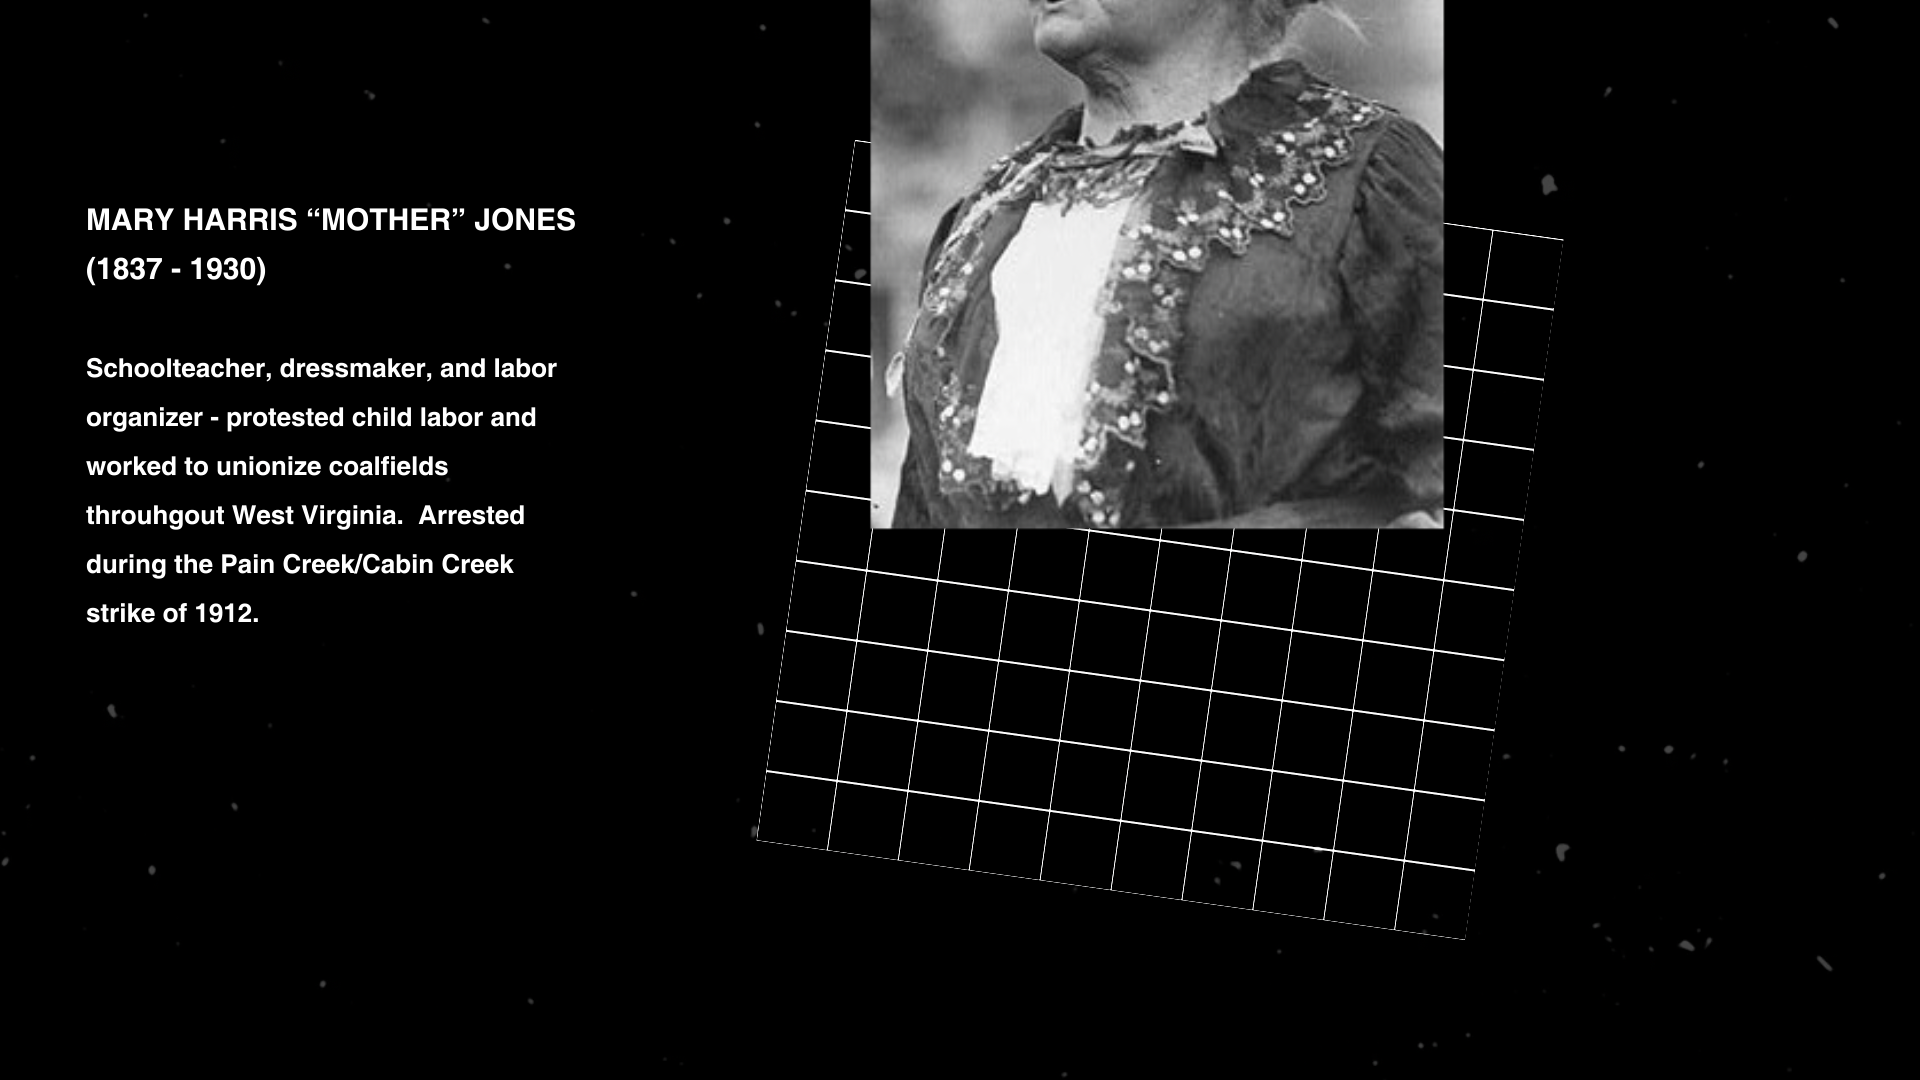 MARY HARRIS “MOTHER” JONES
(1837 - 1930)
Schoolteacher, dressmaker, and labor
organizer - protested child labor and
worked to unionize coalfields
throuhgout West Virginia.  Arrested
during the Pain Creek/Cabin Creek
strike of 1912.